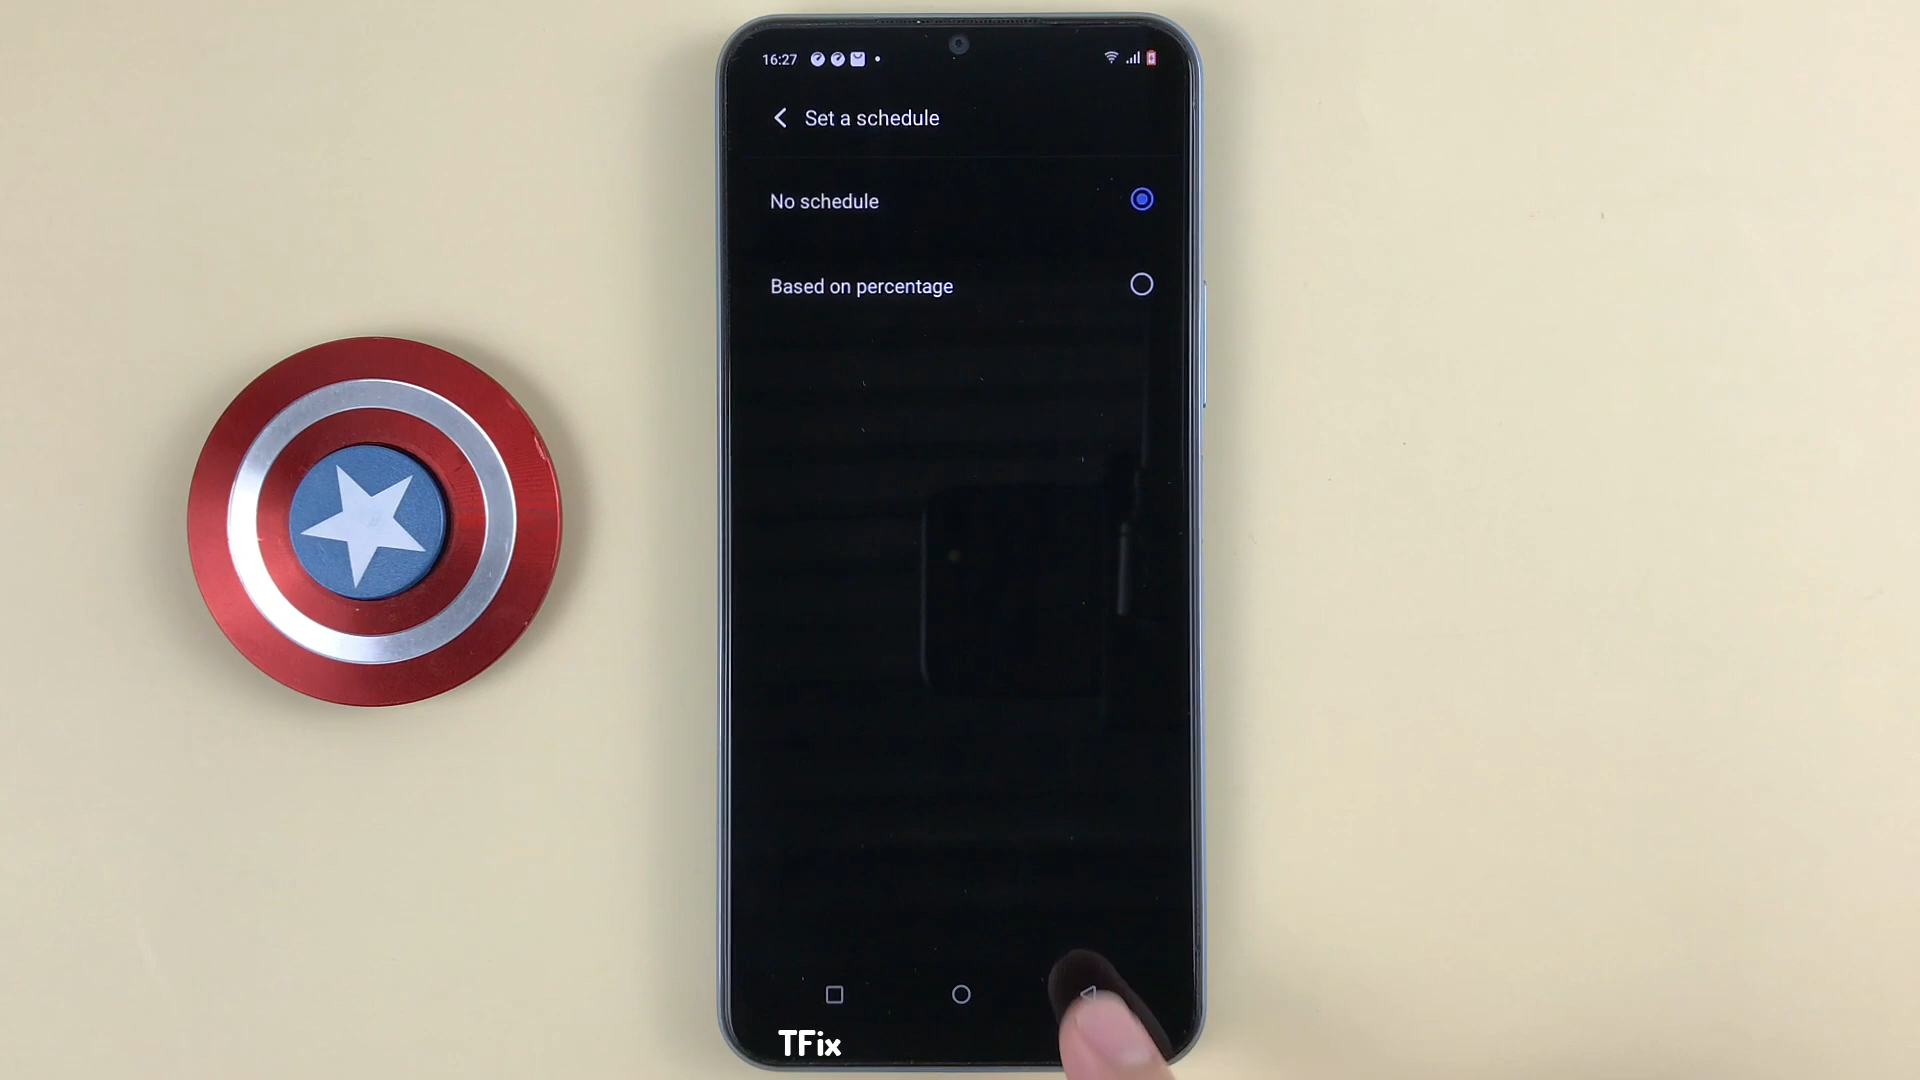 16:27
Set a schedule
No schedule
Based on percentage
TFix